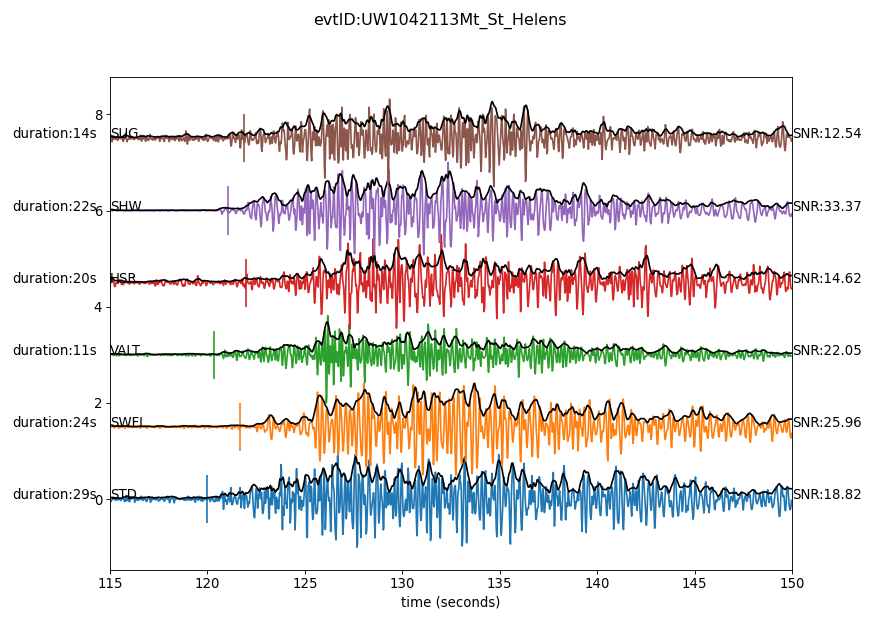 evtID:UW1042113Mt_St_Helens
8
duration:14s SUG SNR:12.54
duration:22s 6 SHW SNR:33.37
duration:20s HSR SNR:14.62
4
duration:11s VALT SNR:22.05
2
duration:24s SWFL SNR:25.96
duration:29s 0 STD SNR:18.82
115 120 125 130 135 140 145 150
time (seconds)